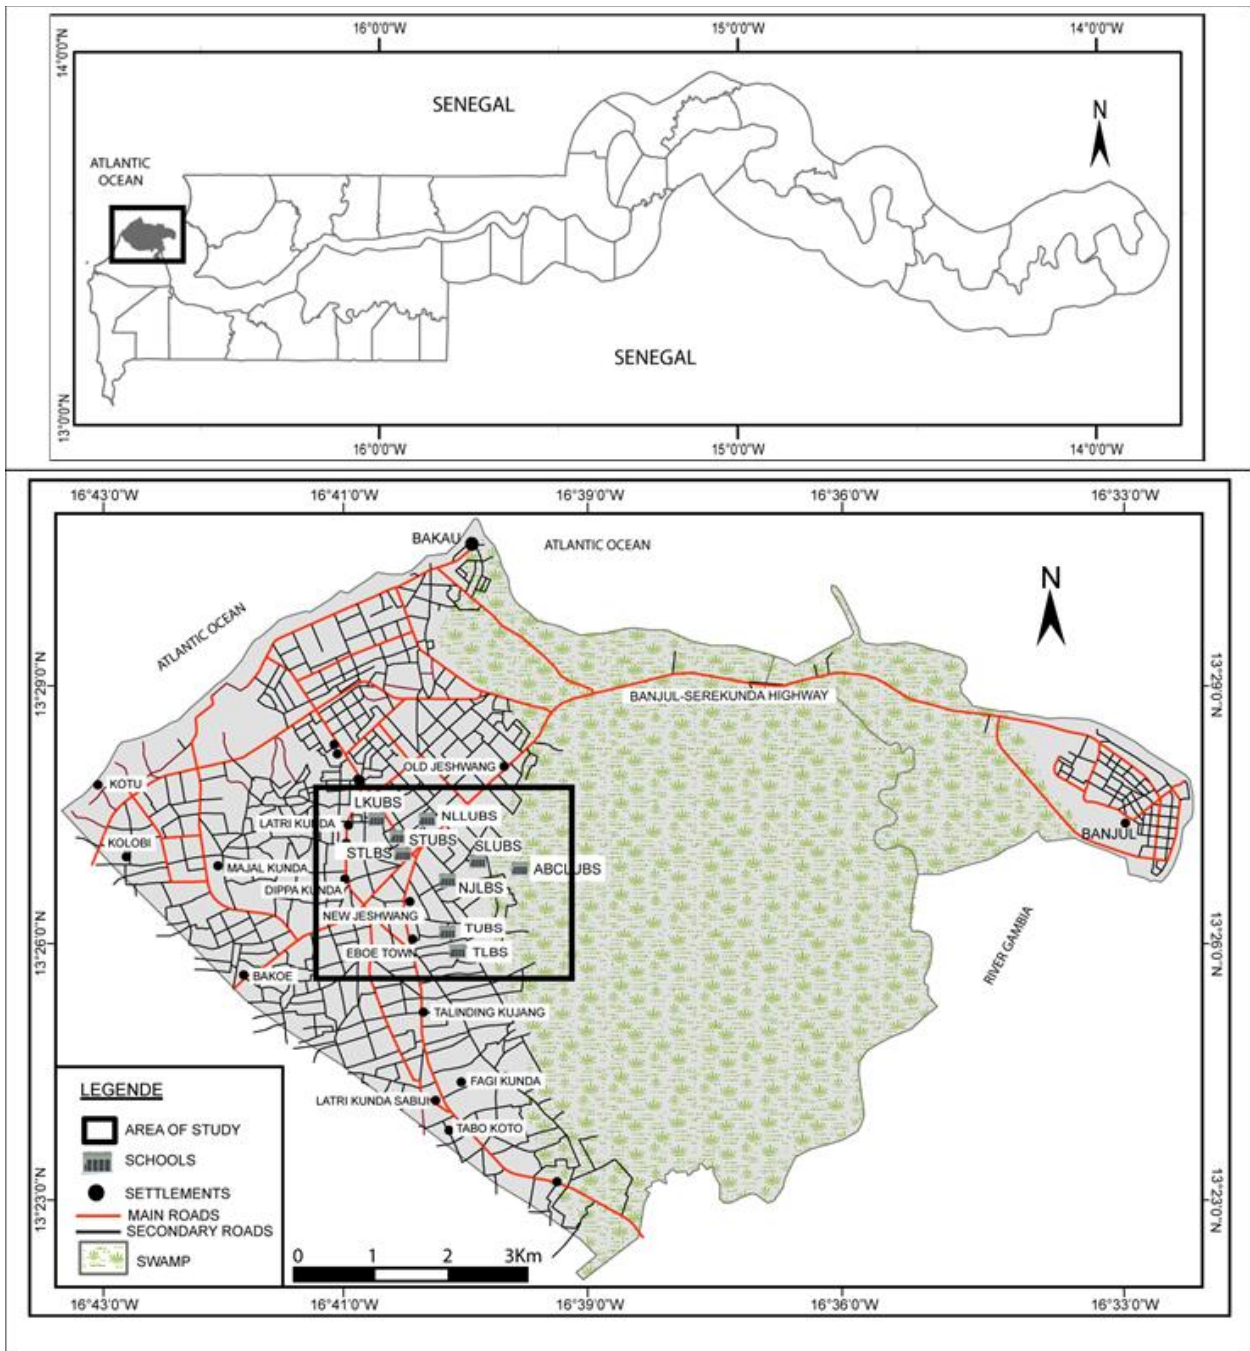 16°0'0"W
15°0'0"W
14°0'0"W
14°0'0"N
SENEGAL
N
ATLANTIC
OCEAN
SENEGAL
13°0'0"N
16°0'0"W
15°0'0"W
14°0'0"W
16°43'0"W
16°41'0"W
16°39'0"W
16°36'0"W
16°33'0"W
BAKAU
ATLANTIC OCEAN
N
ATLANTIC OCEAN
13°29'0"N
13°29'0"N
BANJUL-SEREKUNDA HIGHWAY
OLD JESHWANG
KOTU
LKUBS
NLLUBS
LATRI KUNDA
BANJUL
STUBS
KOLOBI
SLUBS
STLBS
MAJAL KUNDA
ABCLUBS
DIPPA KUNDA
NJLBS
NEW JESHWANG
TUBS
13°26'0"N
RIVER GAMBIA
13°26'0"N
EBOE TOWN
TLBS
BAKOE
TALINDING KUJANG
FAGI KUNDA
LATRI KUNDA SABIJI
TABO KOTO
LEGENDE
AREA OF STUDY
SCHOOLS
SETTLEMENTS
MAIN ROADS
SECONDARY ROADS
SWAMP
13°23'0"N
13°23'0"N
0 1 2 3Km
16°43'0"W
16°41'0"W
16°39'0"W
16°36'0"W
16°33'0"W